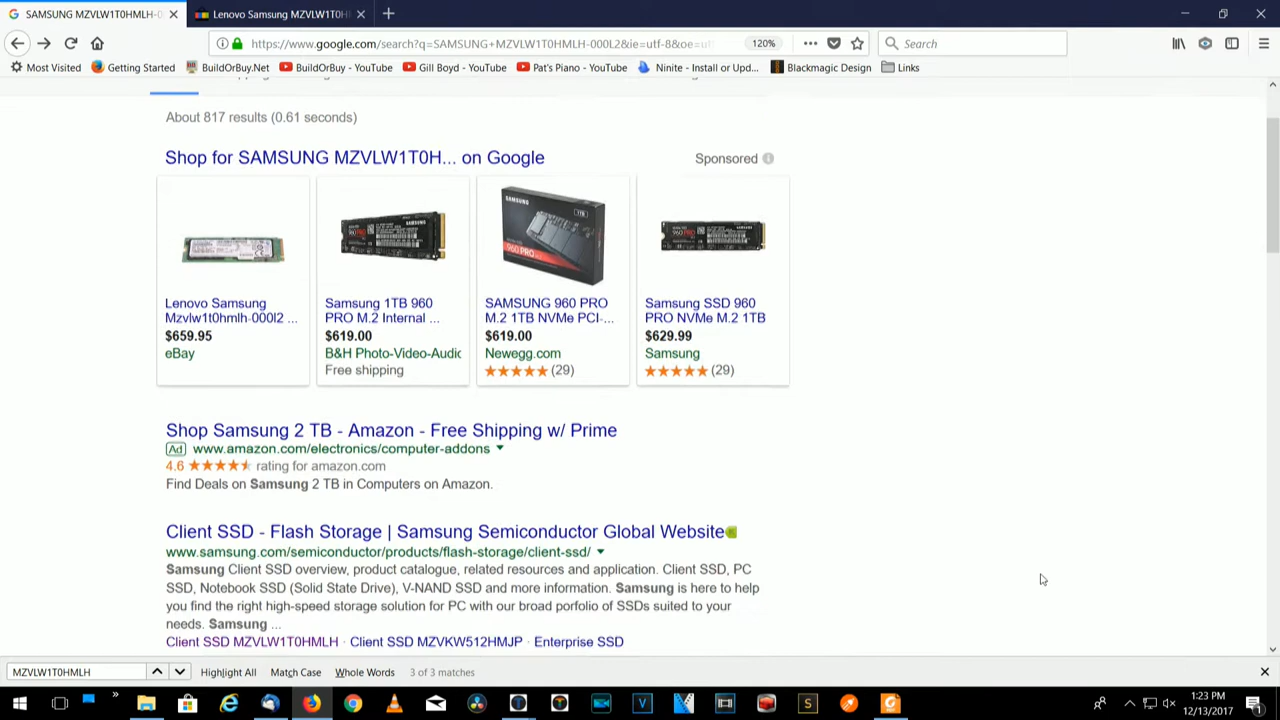 SAMSUNG MZVLW1T0HMLH-0
Lenovo Samsung MZVLW1T0H
https://www.google.com/search?q=SAMSUNG+MZVLW1T0HMLH-000L2&ie=utf-8&oe=ut
120%
Search
Most Visited
Getting Started
BuildOrBuy.Net
BuildOrBuy - YouTube
Gill Boyd - YouTube
Pat's Piano - YouTube
Ninite - Install or Upd...
Blackmagic Design
Links
About 817 results (0.61 seconds)
Shop for SAMSUNG MZVLW1T0H... on Google
Sponsored
Lenovo Samsung
Mzvlw1t0hmlh-000l2 ...
$659.95
eBay
Samsung 1TB 960
PRO M.2 Internal ...
$619.00
B&H Photo-Video-Audio
Free shipping
SAMSUNG
1TB
960 PRO
SAMSUNG 960 PRO
M.2 1TB NVMe PCI-...
$619.00
Newegg.com
(29)
Samsung SSD 960
PRO NVMe M.2 1TB
$629.99
Samsung
(29)
Shop Samsung 2 TB - Amazon - Free Shipping w/ Prime
Ad www.amazon.com/electronics/computer-addons
4.6 rating for amazon.com
Find Deals on Samsung 2 TB in Computers on Amazon.
Client SSD - Flash Storage | Samsung Semiconductor Global Website
www.samsung.com/semiconductor/products/flash-storage/client-ssd/
Samsung Client SSD overview, product catalogue, related resources and application. Client SSD, PC
SSD, Notebook SSD (Solid State Drive), V-NAND SSD and more information. Samsung is here to help
you find the right high-speed storage solution for PC with our broad porfolio of SSDs suited to your
needs. Samsung ...
Client SSD MZVLW1T0HMLH · Client SSD MZVKW512HMJP · Enterprise SSD
MZVLW1T0HMLH
Highlight All
Match Case
Whole Words
3 of 3 matches
1:23 PM
12/13/2017